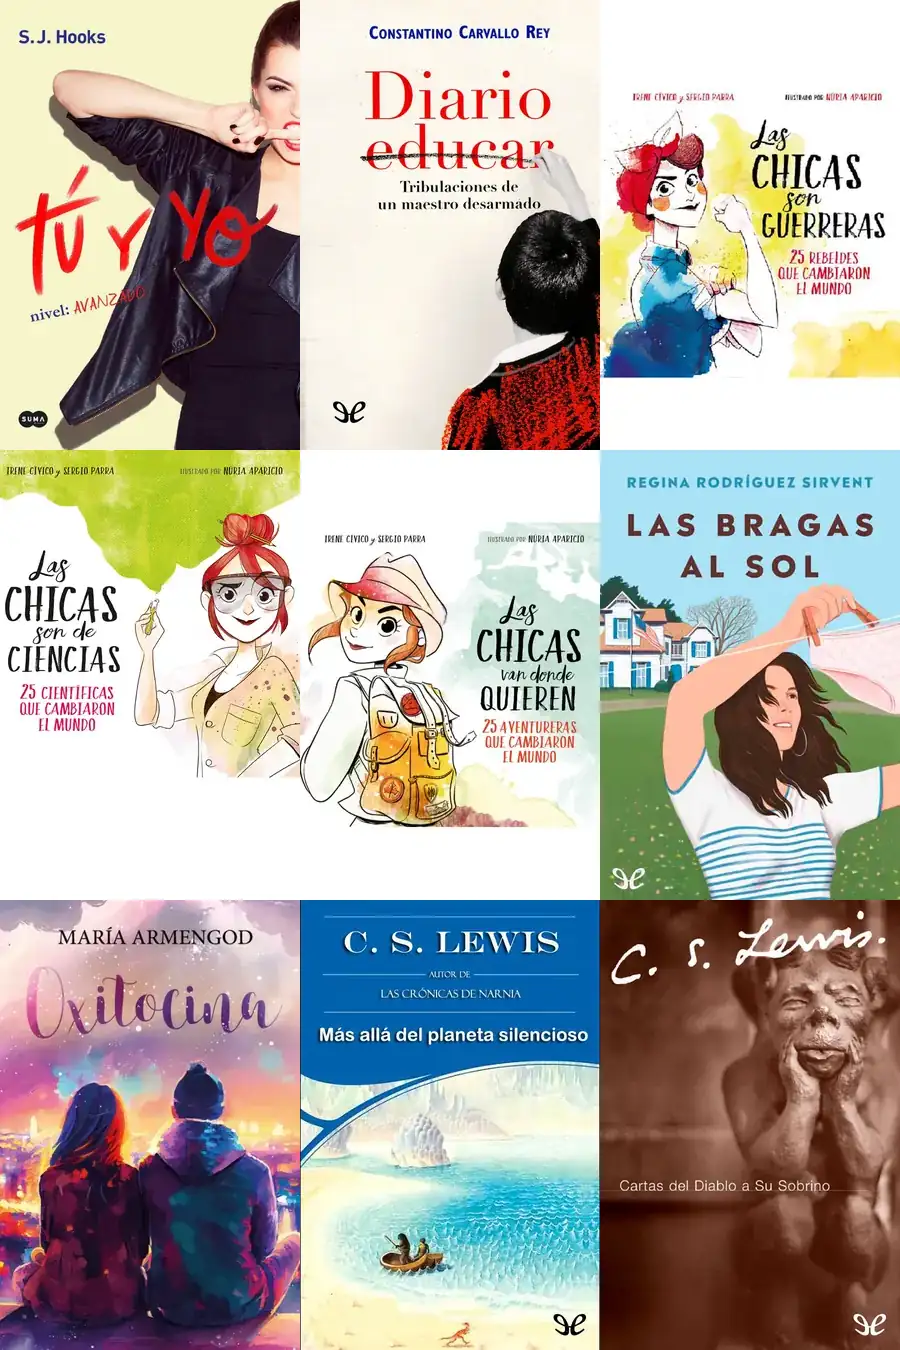 S.J. Hooks
tú y yo
nivel: AVANZADO
SUMA
CONSTANTINO CARVALLO REY
Diario
educar
Tribulaciones de
un maestro desarmado
IRENE CÍVICO y SERGIO PARRA
ILUSTRADO POR NÚRIA APARICIO
Las
CHICAS
son
GUERRERAS
25 REBELDES
QUE CAMBIARON
EL MUNDO
IRENE CÍVICO y SERGIO PARRA
ILUSTRADO POR NÚRIA APARICIO
Las
CHICAS
son de
CIENCIAS
25 CIENTÍFICAS
QUE CAMBIARON
EL MUNDO
IRENE CÍVICO y SERGIO PARRA
ILUSTRADO POR NÚRIA APARICIO
Las
CHICAS
van donde
QUIEREN
25 AVENTURERAS
QUE CAMBIARON
EL MUNDO
REGINA RODRÍGUEZ SIRVENT
LAS BRAGAS
AL SOL
MARÍA ARMENGOD
Oxitocina
C. S. LEWIS
AUTOR DE
LAS CRÓNICAS DE NARNIA
Más allá del planeta silencioso
C. S. Lewis.
Cartas del Diablo a Su Sobrino